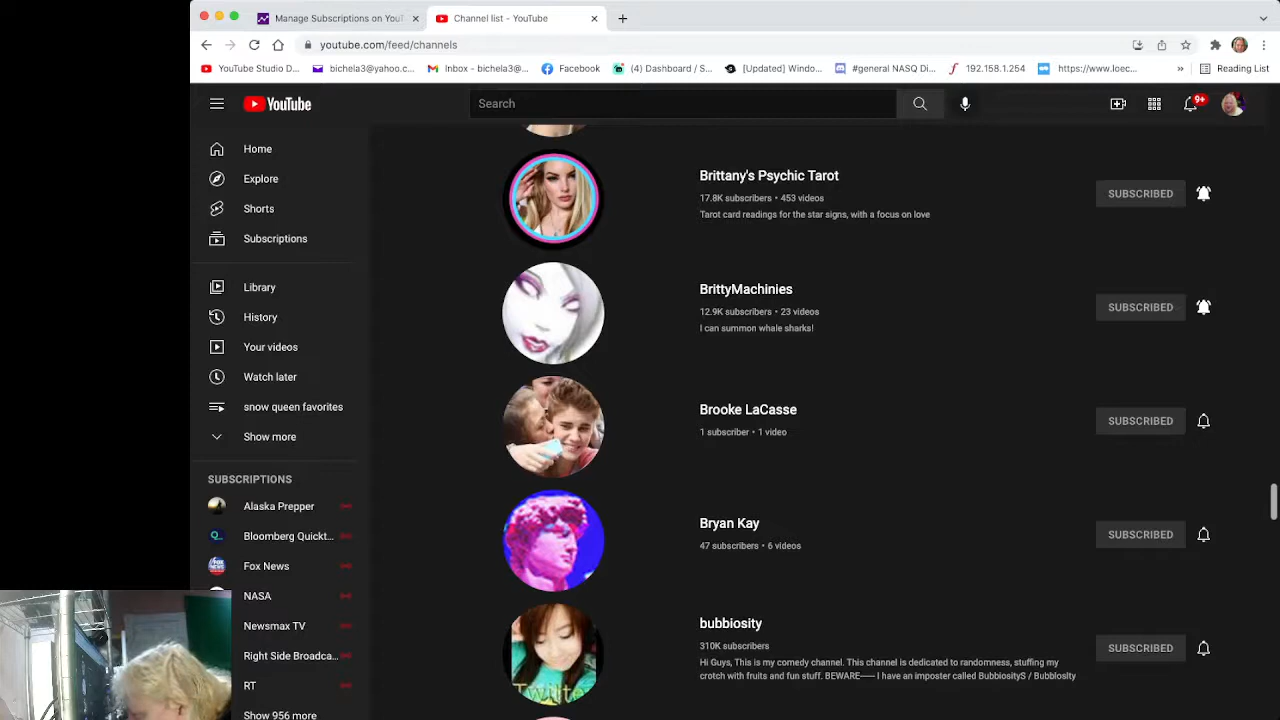 Manage Subscriptions on YouT
Channel list - YouTube
youtube.com/feed/channels
YouTube Studio D...
bichela3@yahoo.c...
Inbox - bichela3@...
Facebook
(4) Dashboard / S...
[Updated] Windo...
#general NASQ Di...
192.158.1.254
https://www.loec...
»
Reading List
YouTube
Search
9+
Home
Explore
Shorts
Subscriptions
Library
History
Your videos
Watch later
snow queen favorites
Show more
SUBSCRIPTIONS
Alaska Prepper
Bloomberg Quickt...
Fox News
NASA
Newsmax TV
Right Side Broadca...
RT
Show 956 more
Brittany's Psychic Tarot
17.8K subscribers • 453 videos
Tarot card readings for the star signs, with a focus on love
SUBSCRIBED
BrittyMachinies
12.9K subscribers • 23 videos
I can summon whale sharks!
SUBSCRIBED
Brooke LaCasse
1 subscriber • 1 video
SUBSCRIBED
Bryan Kay
47 subscribers • 6 videos
SUBSCRIBED
bubbiosity
310K subscribers
Hi Guys, This is my comedy channel. This channel is dedicated to randomness, stuffing my
crotch with fruits and fun stuff. BEWARE—— I have an imposter called BubbiosityS / BubbIosIty
SUBSCRIBED